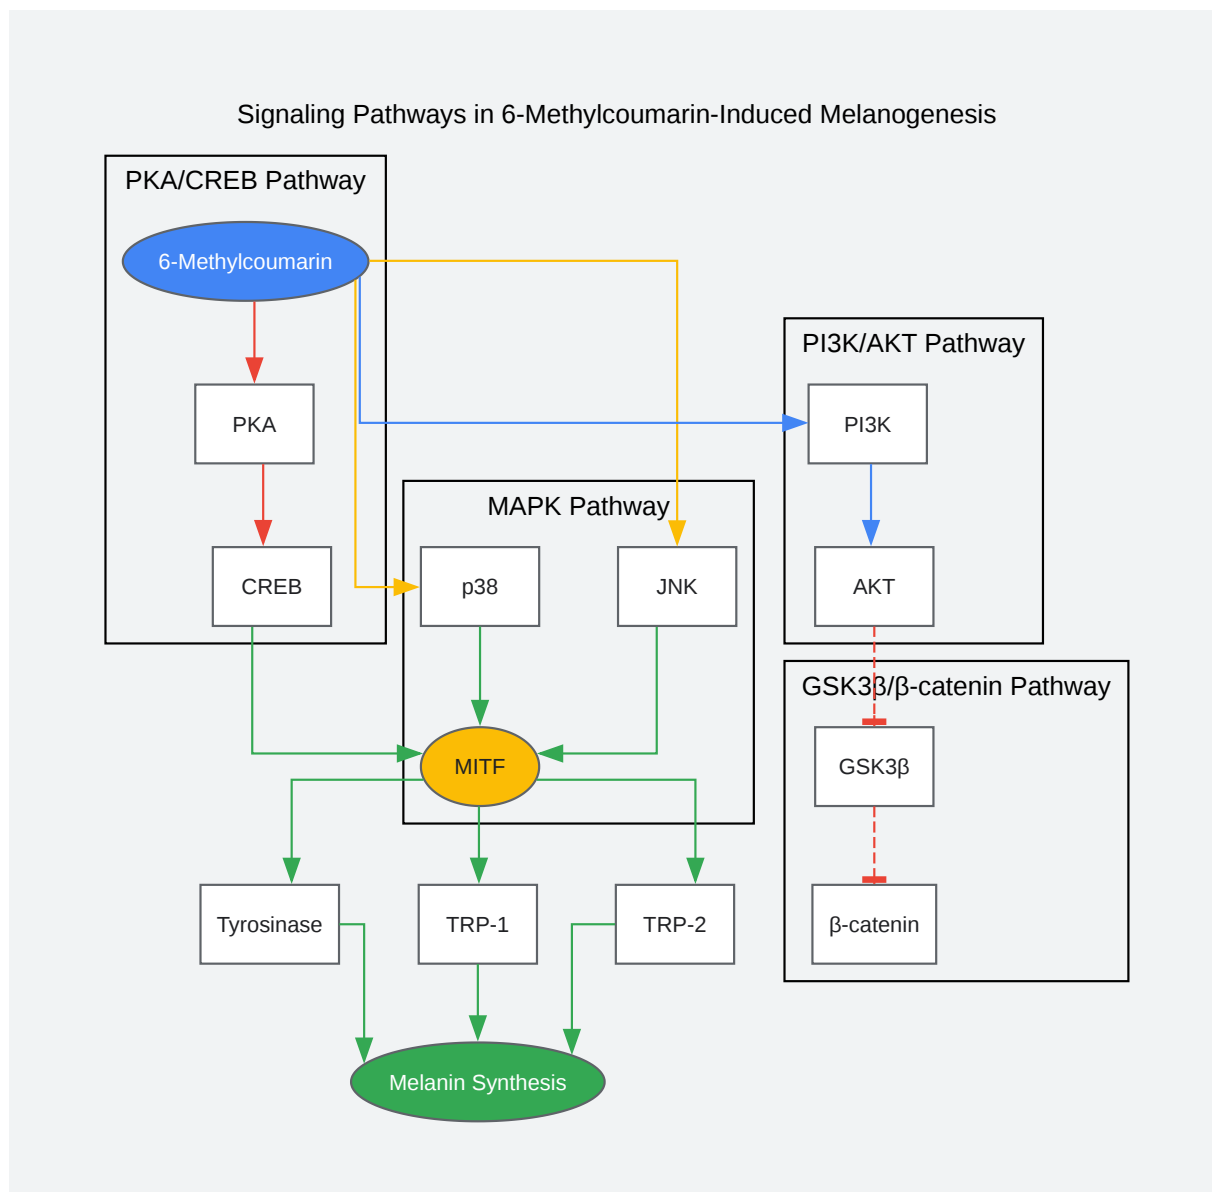 Signaling Pathways in 6-Methylcoumarin-Induced Melanogenesis
PKA/CREB Pathway
6-Methylcoumarin
PI3K/AKT Pathway
PKA
PI3K
MAPK Pathway
CREB
p38
JNK
AKT
GSK3β/β-catenin Pathway
MITF
GSK3β
Tyrosinase
TRP-1
TRP-2
β-catenin
Melanin Synthesis